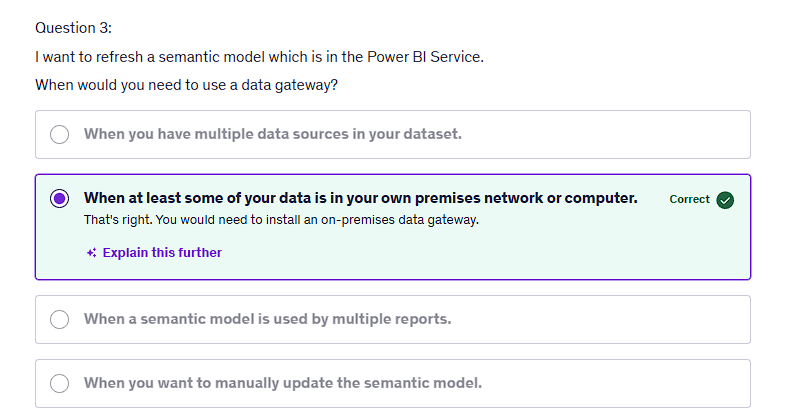 Question 3:
I want to refresh a semantic model which is in the Power BI Service.
When would you need to use a data gateway?
When you have multiple data sources in your dataset.
When at least some of your data is in your own premises network or computer.
Correct
That's right. You would need to install an on-premises data gateway.
Explain this further
When a semantic model is used by multiple reports.
When you want to manually update the semantic model.